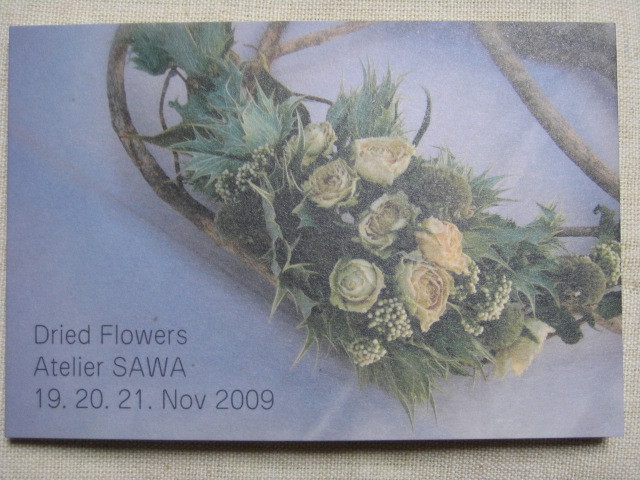 Dried Flowers
Atelier SAWA
19. 20. 21. Nov 2009